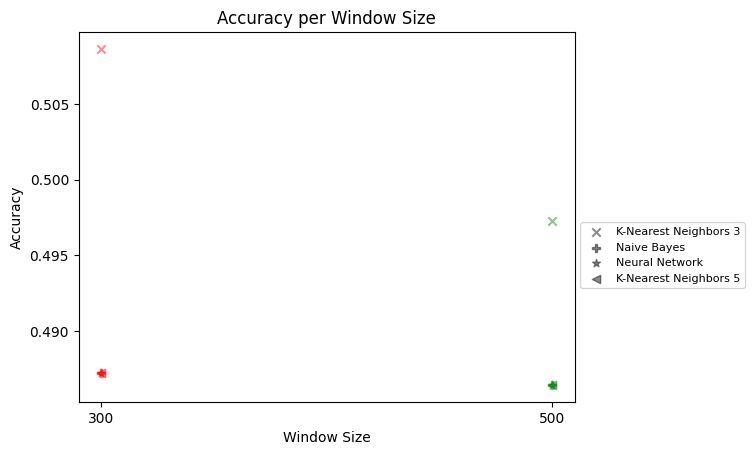 Accuracy per Window Size
Accuracy
0.505
0.500
0.495
0.490
300
500
Window Size
K-Nearest Neighbors 3
Naive Bayes
Neural Network
K-Nearest Neighbors 5